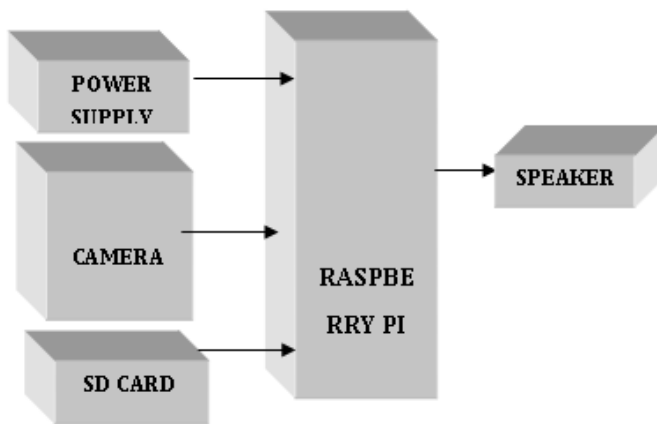 POWER
SUPPLY
CAMERA
SD CARD
RASPBE
RRY PI
SPEAKER